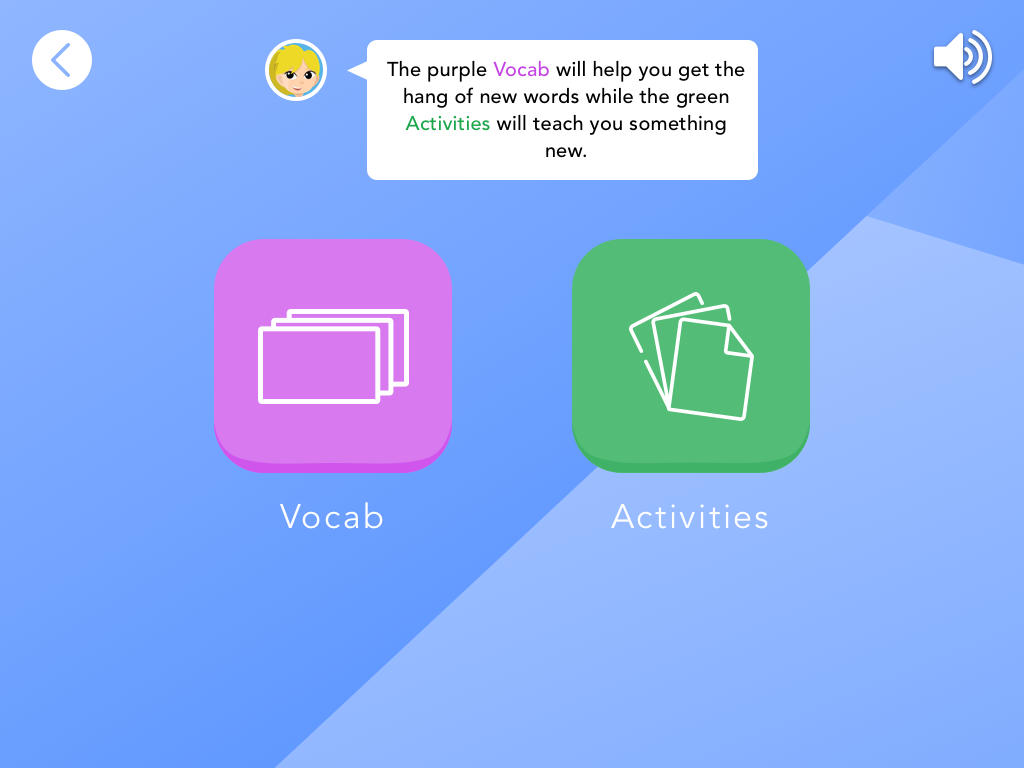 The purple Vocab will help you get the
hang of new words while the green
Activities will teach you something
new.
Vocab
Activities